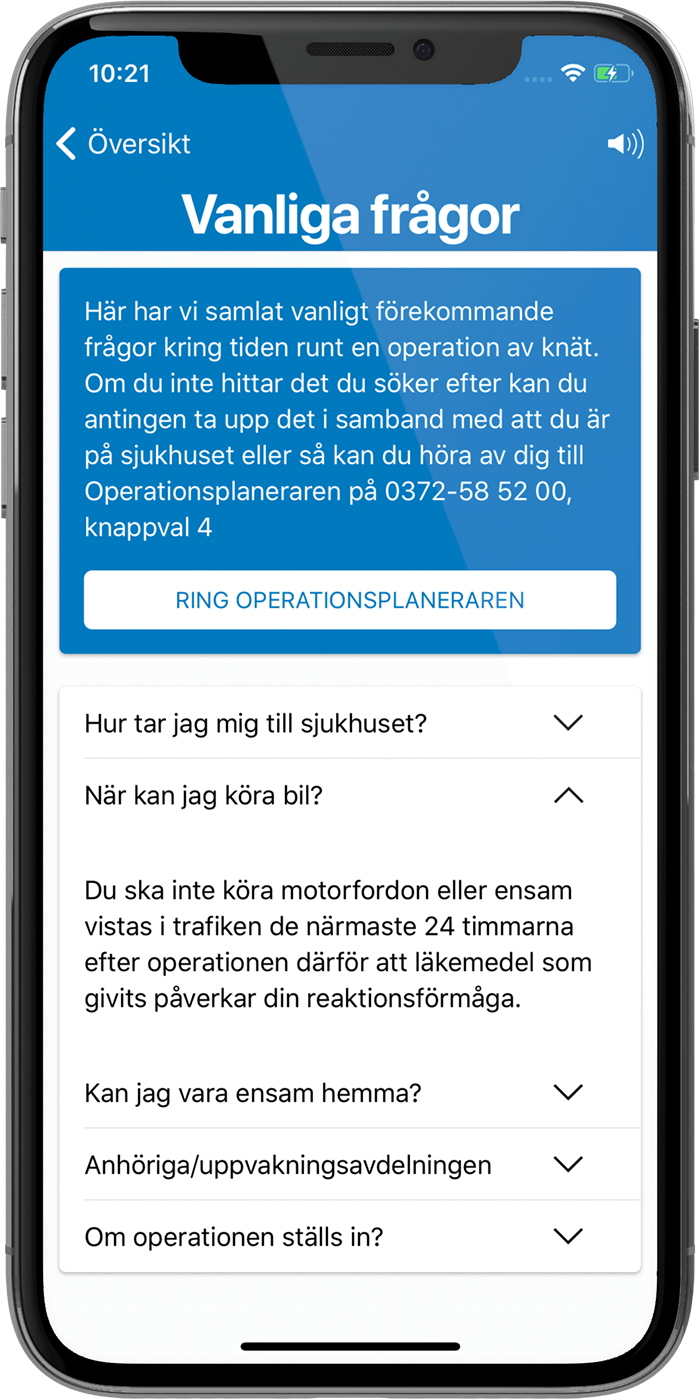 10:21
Översikt
Vanliga frågor
Här har vi samlat vanligt förekommande
frågor kring tiden runt en operation av knät.
Om du inte hittar det du söker efter kan du
antingen ta upp det i samband med att du är
på sjukhuset eller så kan du höra av dig till
Operationsplaneraren på 0372-58 52 00,
knappval 4
RING OPERATIONSPLANERAREN
Hur tar jag mig till sjukhuset?
När kan jag köra bil?
Du ska inte köra motorfordon eller ensam
vistas i trafiken de närmaste 24 timmarna
efter operationen därför att läkemedel som
givits påverkar din reaktionsförmåga.
Kan jag vara ensam hemma?
Anhöriga/uppvakningsavdelningen
Om operationen ställs in?